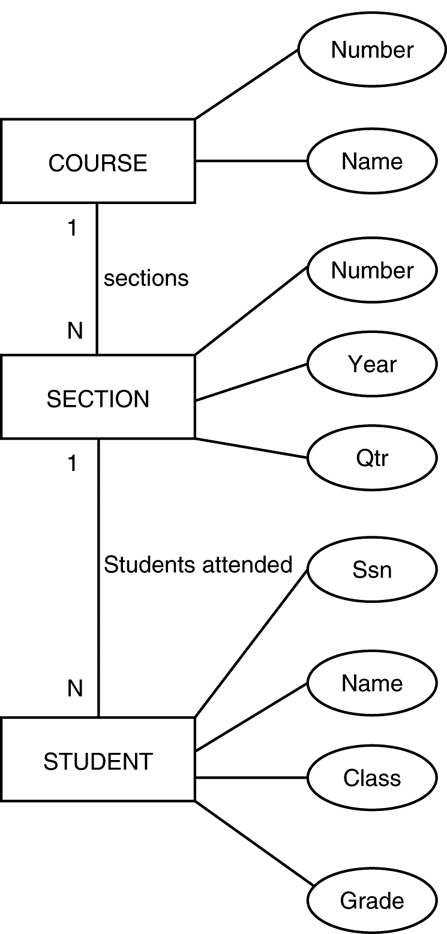 Number
COURSE
Name
1
sections
Number
N
Year
SECTION
Qtr
1
Students attended
Ssn
N
Name
STUDENT
Class
Grade